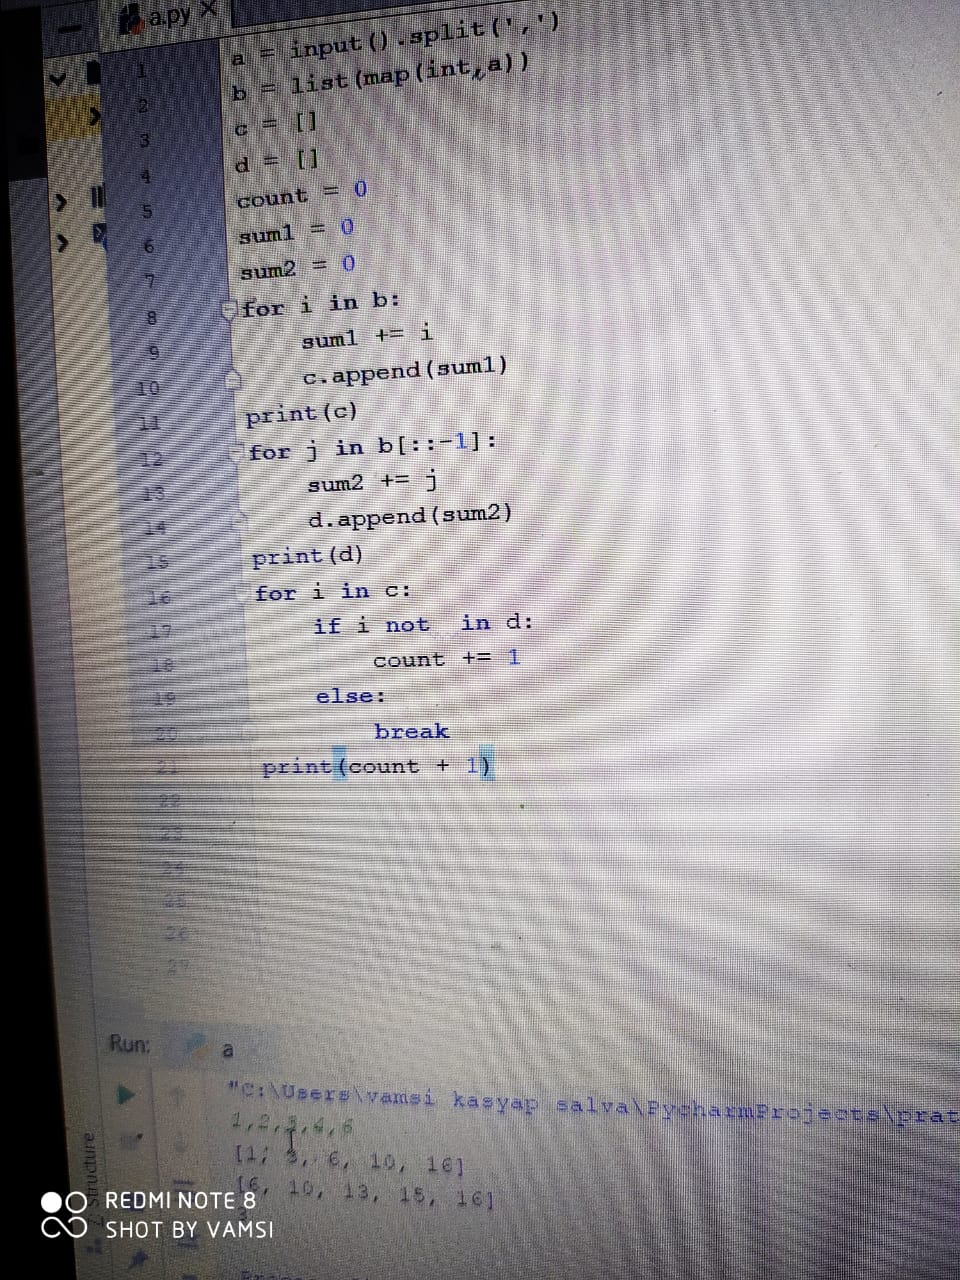 a.py
1 a = input().split(',')
2 b = list(map(int,a))
3 c = []
4 d = []
5 count = 0
6 sum1 = 0
7 sum2 = 0
8 for i in b:
9 sum1 += i
10 c.append(sum1)
11 print(c)
12 for j in b[::-1]:
13 sum2 += j
14 d.append(sum2)
15 print(d)
16 for i in c:
17 if i not in d:
18 count += 1
19 else:
20 break
21 print(count + 1)
22
23
24
25
26
27
Run: a
"C:\Users\vamsi kasyap salva\PycharmProjects\prat
1,2,3,4,6
[1, 3, 6, 10, 16]
[6, 10, 13, 15, 16]
Structure
REDMI NOTE 8
SHOT BY VAMSI